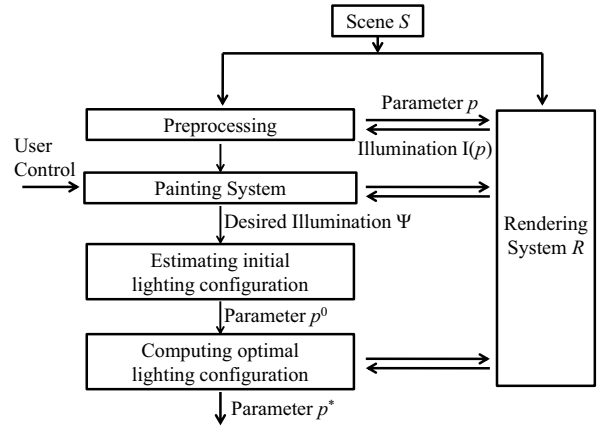 Scene S
Parameter p
Preprocessing
Illumination I(p)
User
Control
Painting System
Desired Illumination Ψ
Rendering
System R
Estimating initial
lighting configuration
Parameter p⁰
Computing optimal
lighting configuration
Parameter p*